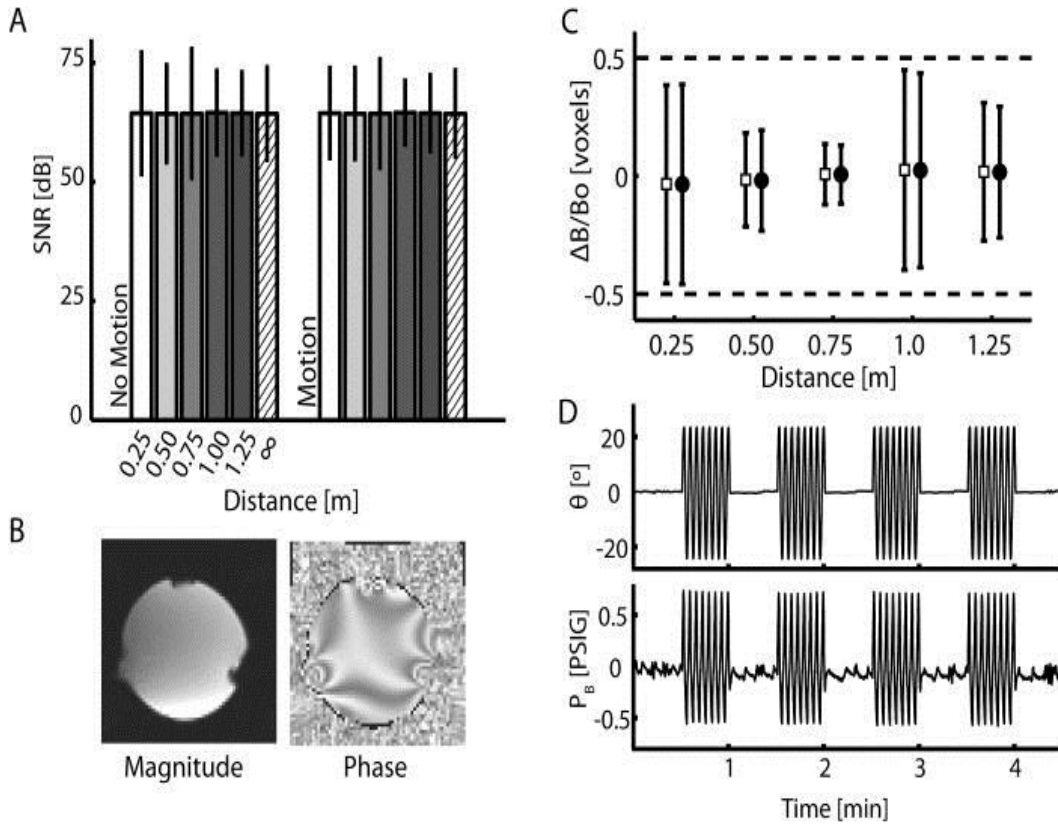 A
75
50
25
0
SNR [dB]
No Motion
Motion
0.25
0.50
0.75
1.00
1.25
∞
Distance [m]
B
Magnitude
Phase
C
0.5
0
-0.5
ΔB/Bo [voxels]
0.25 0.50 0.75 1.0 1.25
Distance [m]
D
20
0
-20
θ [º]
0.5
0
-0.5
P_B [PSIG]
1 2 3 4
Time [min]